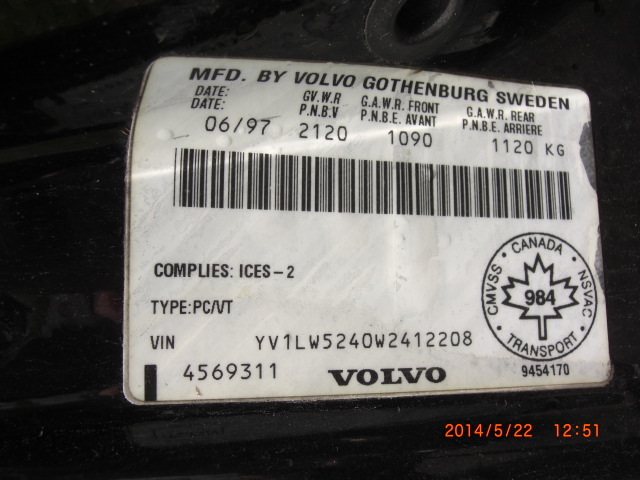 MFD. BY VOLVO GOTHENBURG SWEDEN
DATE: GV.W.R G.A.W.R. FRONT G.A.W.R. REAR
DATE: P.N.B.V P.N.B.E. AVANT P.N.B.E. ARRIERE
06/97 2120 1090 1120 KG
COMPLIES: ICES-2
TYPE:PC/VT
VIN YV1LW5240W2412208
4569311 VOLVO
CANADA
CMVSS 984 NSVAC
TRANSPORT
9454170
2014/5/22 12:51